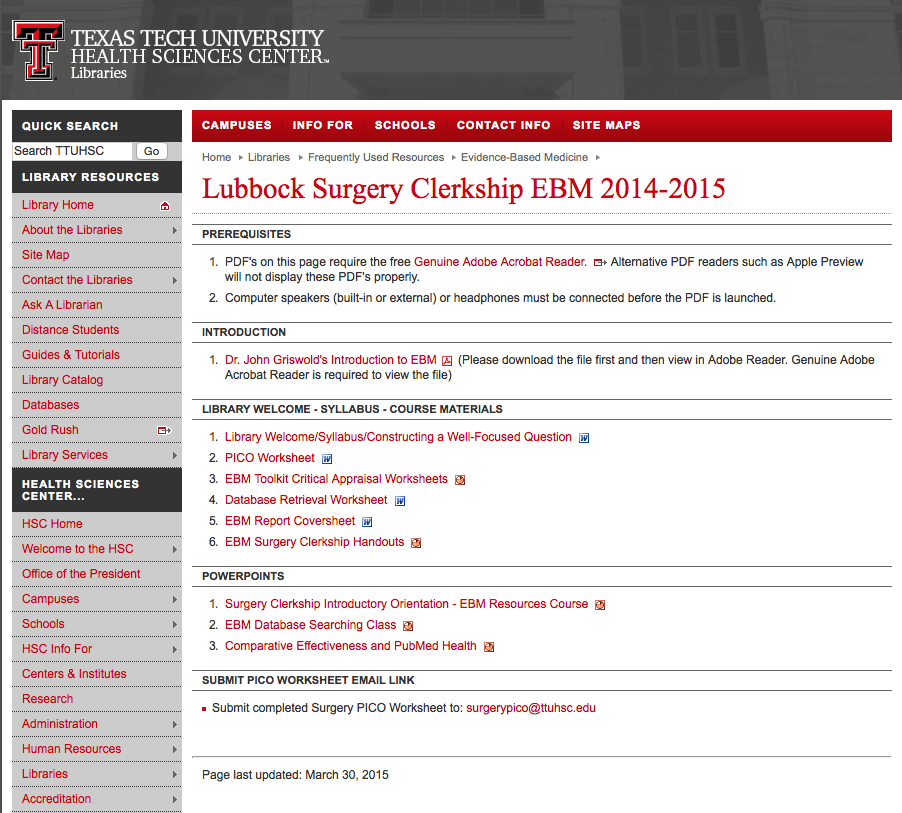 TEXAS TECH UNIVERSITY
HEALTH SCIENCES CENTER™
Libraries
QUICK SEARCH
Search TTUHSC Go
LIBRARY RESOURCES
Library Home
About the Libraries
Site Map
Contact the Libraries
Ask A Librarian
Distance Students
Guides & Tutorials
Library Catalog
Databases
Gold Rush
Library Services
HEALTH SCIENCES
CENTER...
HSC Home
Welcome to the HSC
Office of the President
Campuses
Schools
HSC Info For
Centers & Institutes
Research
Administration
Human Resources
Libraries
Accreditation
CAMPUSES INFO FOR SCHOOLS CONTACT INFO SITE MAPS
Home Libraries Frequently Used Resources Evidence-Based Medicine
Lubbock Surgery Clerkship EBM 2014-2015
PREREQUISITES
1. PDF's on this page require the free Genuine Adobe Acrobat Reader. Alternative PDF readers such as Apple Preview
will not display these PDF's properly.
2. Computer speakers (built-in or external) or headphones must be connected before the PDF is launched.
INTRODUCTION
1. Dr. John Griswold's Introduction to EBM (Please download the file first and then view in Adobe Reader. Genuine Adobe
Acrobat Reader is required to view the file)
LIBRARY WELCOME - SYLLABUS - COURSE MATERIALS
1. Library Welcome/Syllabus/Constructing a Well-Focused Question
2. PICO Worksheet
3. EBM Toolkit Critical Appraisal Worksheets
4. Database Retrieval Worksheet
5. EBM Report Coversheet
6. EBM Surgery Clerkship Handouts
POWERPOINTS
1. Surgery Clerkship Introductory Orientation - EBM Resources Course
2. EBM Database Searching Class
3. Comparative Effectiveness and PubMed Health
SUBMIT PICO WORKSHEET EMAIL LINK
Submit completed Surgery PICO Worksheet to: surgerypico@ttuhsc.edu
Page last updated: March 30, 2015